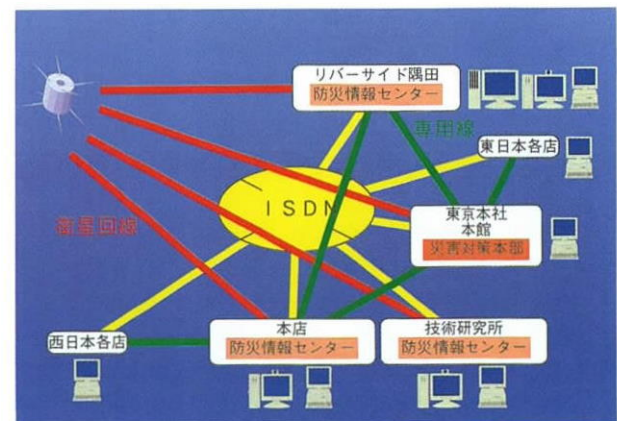 リバーサイド隅田
防災情報センター
専用線
東日本各店
ISDN
東京本社
本館
災害対策本部
衛星回線
本店
防災情報センター
技術研究所
防災情報センター
西日本各店